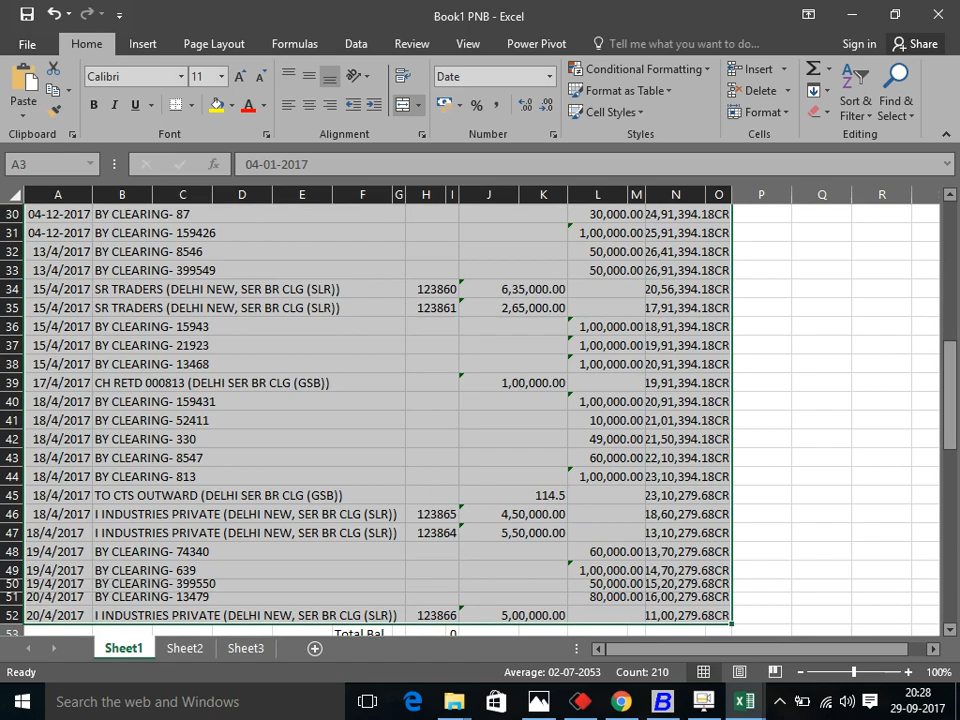 Book1 PNB - Excel
File Home Insert Page Layout Formulas Data Review View Power Pivot Tell me what you want to do... Sign in Share
Paste Calibri 11 A A Date Conditional Formatting Insert Sort & Filter Find & Select
B I U A % , .0 .00 Format as Table Delete
Cell Styles Format
Clipboard Font Alignment Number Styles Cells Editing
A3 fx 04-01-2017
A B C D E F G H I J K L M N O P Q R
30 04-12-2017 BY CLEARING- 87 30,000.00 24,91,394.18CR
31 04-12-2017 BY CLEARING- 159426 1,00,000.00 25,91,394.18CR
32 13/4/2017 BY CLEARING- 8546 50,000.00 26,41,394.18CR
33 13/4/2017 BY CLEARING- 399549 50,000.00 26,91,394.18CR
34 15/4/2017 SR TRADERS (DELHI NEW, SER BR CLG (SLR)) 123860 6,35,000.00 20,56,394.18CR
35 15/4/2017 SR TRADERS (DELHI NEW, SER BR CLG (SLR)) 123861 2,65,000.00 17,91,394.18CR
36 15/4/2017 BY CLEARING- 15943 1,00,000.00 18,91,394.18CR
37 15/4/2017 BY CLEARING- 21923 1,00,000.00 19,91,394.18CR
38 15/4/2017 BY CLEARING- 13468 1,00,000.00 20,91,394.18CR
39 17/4/2017 CH RETD 000813 (DELHI SER BR CLG (GSB)) 1,00,000.00 19,91,394.18CR
40 18/4/2017 BY CLEARING- 159431 1,00,000.00 20,91,394.18CR
41 18/4/2017 BY CLEARING- 52411 10,000.00 21,01,394.18CR
42 18/4/2017 BY CLEARING- 330 49,000.00 21,50,394.18CR
43 18/4/2017 BY CLEARING- 8547 60,000.00 22,10,394.18CR
44 18/4/2017 BY CLEARING- 813 1,00,000.00 23,10,394.18CR
45 18/4/2017 TO CTS OUTWARD (DELHI SER BR CLG (GSB)) 114.5 23,10,279.68CR
46 18/4/2017 I INDUSTRIES PRIVATE (DELHI NEW, SER BR CLG (SLR)) 123865 4,50,000.00 18,60,279.68CR
47 18/4/2017 I INDUSTRIES PRIVATE (DELHI NEW, SER BR CLG (SLR)) 123864 5,50,000.00 13,10,279.68CR
48 19/4/2017 BY CLEARING- 74340 60,000.00 13,70,279.68CR
49 19/4/2017 BY CLEARING- 639 1,00,000.00 14,70,279.68CR
50 19/4/2017 BY CLEARING- 399550 50,000.00 15,20,279.68CR
51 20/4/2017 BY CLEARING- 13479 80,000.00 16,00,279.68CR
52 20/4/2017 I INDUSTRIES PRIVATE (DELHI NEW, SER BR CLG (SLR)) 123866 5,00,000.00 11,00,279.68CR
53 Total Bal 0
Sheet1 Sheet2 Sheet3
Ready Average: 02-07-2053 Count: 210 100%
Search the web and Windows 20:28
29-09-2017